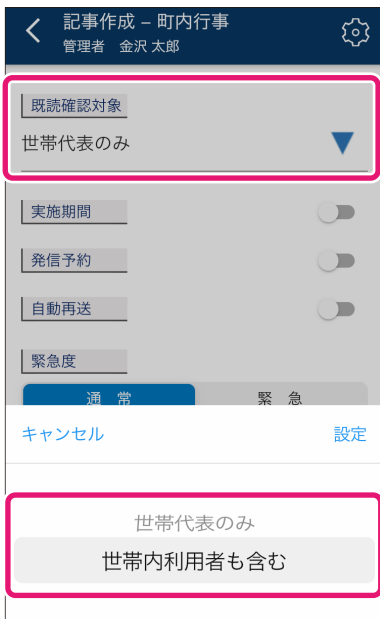 記事作成 – 町内行事
管理者　金沢 太郎
既読確認対象
世帯代表のみ
実施期間
発信予約
自動再送
緊急度
通　常
緊　急
キャンセル
設定
世帯代表のみ
世帯内利用者も含む